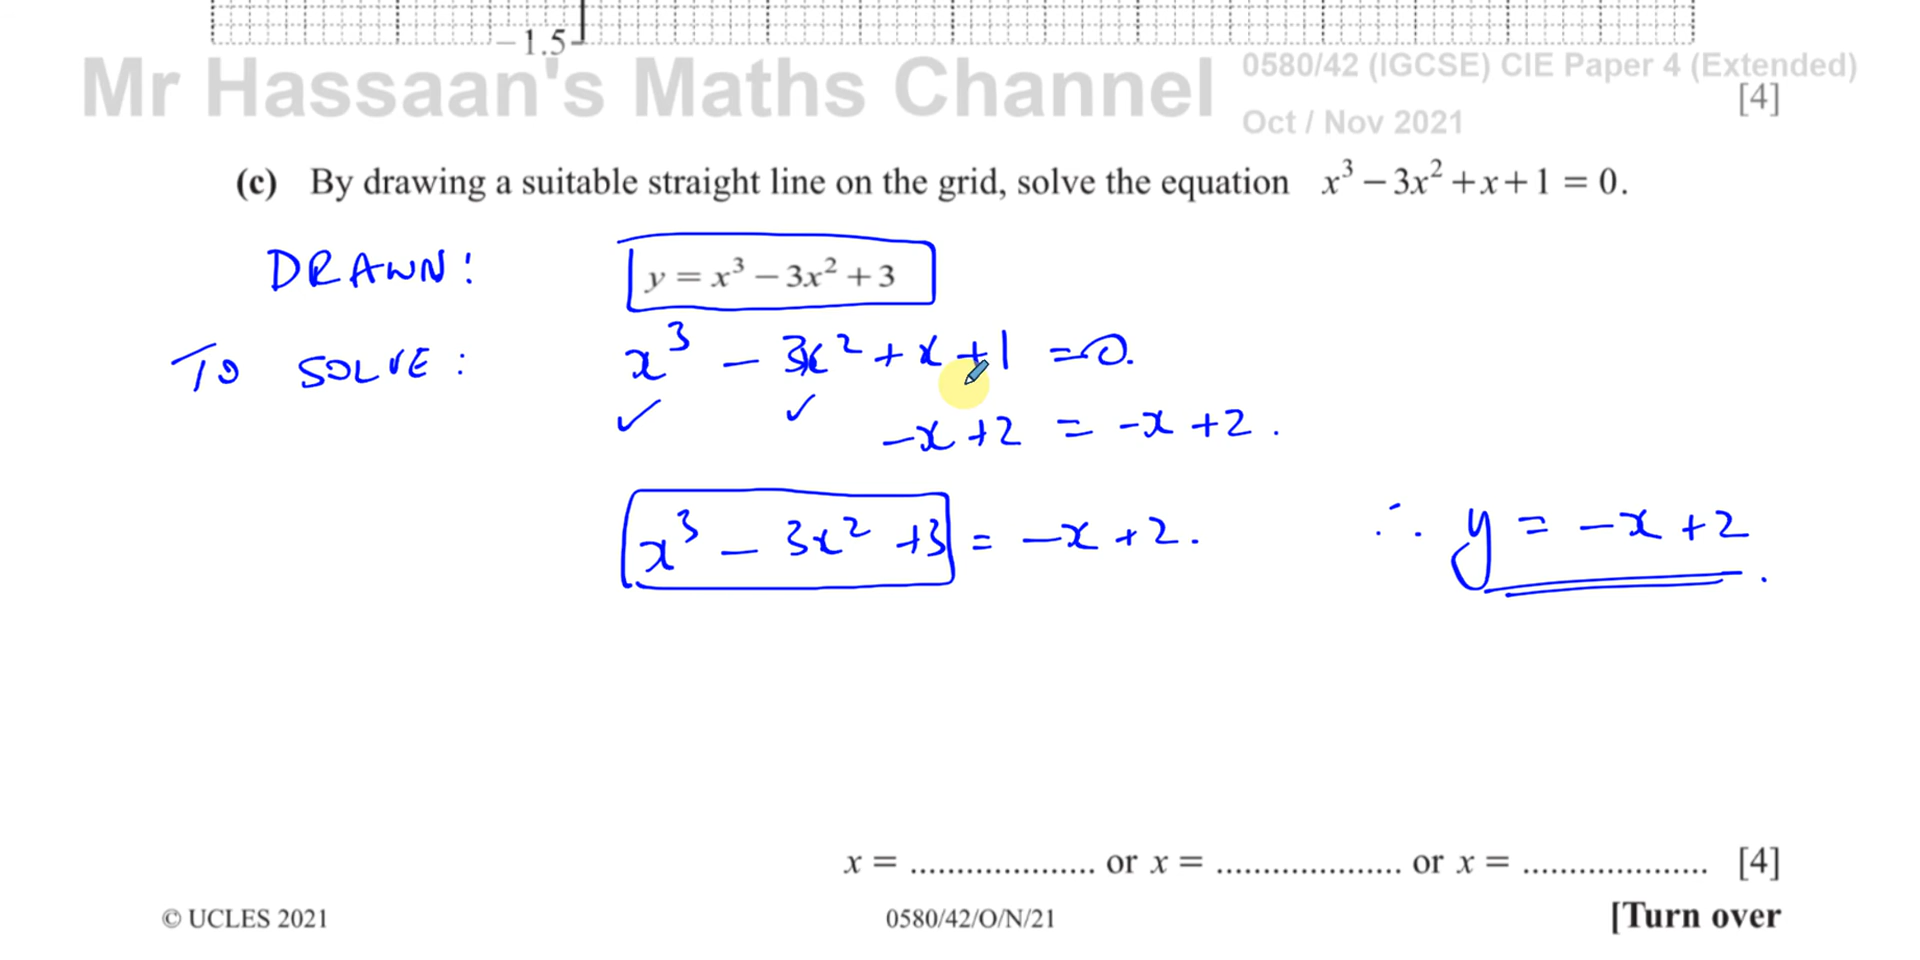 −1.5
Mr Hassaan's Maths Channel
0580/42 (IGCSE) CIE Paper 4 (Extended)
Oct / Nov 2021
[4]
(c) By drawing a suitable straight line on the grid, solve the equation x³ − 3x² + x + 1 = 0.
DRAWN: y = x³ − 3x² + 3
TO SOLVE: x³ − 3x² + x + 1 = 0.
✓ ✓ −x + 2 = −x + 2.
x³ − 3x² + 3 = −x + 2. ∴ y = −x + 2.
x = .................... or x = .................... or x = .................... [4]
© UCLES 2021 0580/42/O/N/21 [Turn over